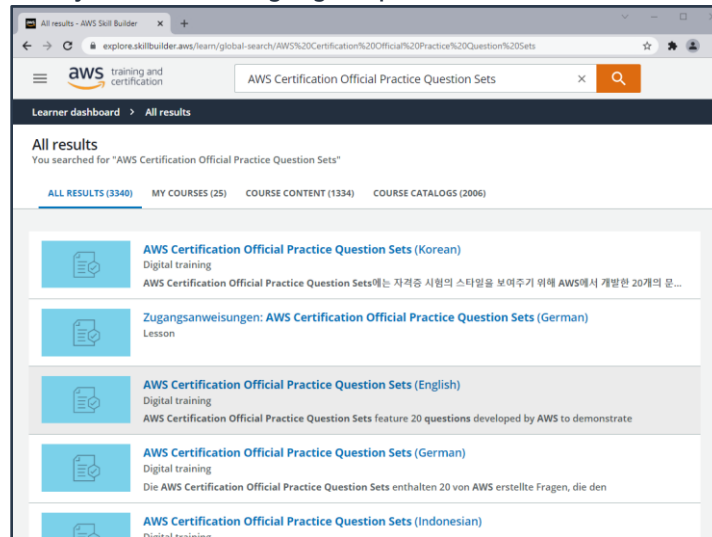 All results - AWS Skill Builder
explore.skillbuilder.aws/learn/global-search/AWS%20Certification%20Official%20Practice%20Question%20Sets
aws training and certification
AWS Certification Official Practice Question Sets
Learner dashboard > All results
All results
You searched for "AWS Certification Official Practice Question Sets"
ALL RESULTS (3340) MY COURSES (25) COURSE CONTENT (1334) COURSE CATALOGS (2006)
AWS Certification Official Practice Question Sets (Korean)
Digital training
AWS Certification Official Practice Question Sets에는 자격증 시험의 스타일을 보여주기 위해 AWS에서 개발한 20개의 문...
Zugangsanweisungen: AWS Certification Official Practice Question Sets (German)
Lesson
AWS Certification Official Practice Question Sets (English)
Digital training
AWS Certification Official Practice Question Sets feature 20 questions developed by AWS to demonstrate
AWS Certification Official Practice Question Sets (German)
Digital training
Die AWS Certification Official Practice Question Sets enthalten 20 von AWS erstellte Fragen, die den
AWS Certification Official Practice Question Sets (Indonesian)
Digital training